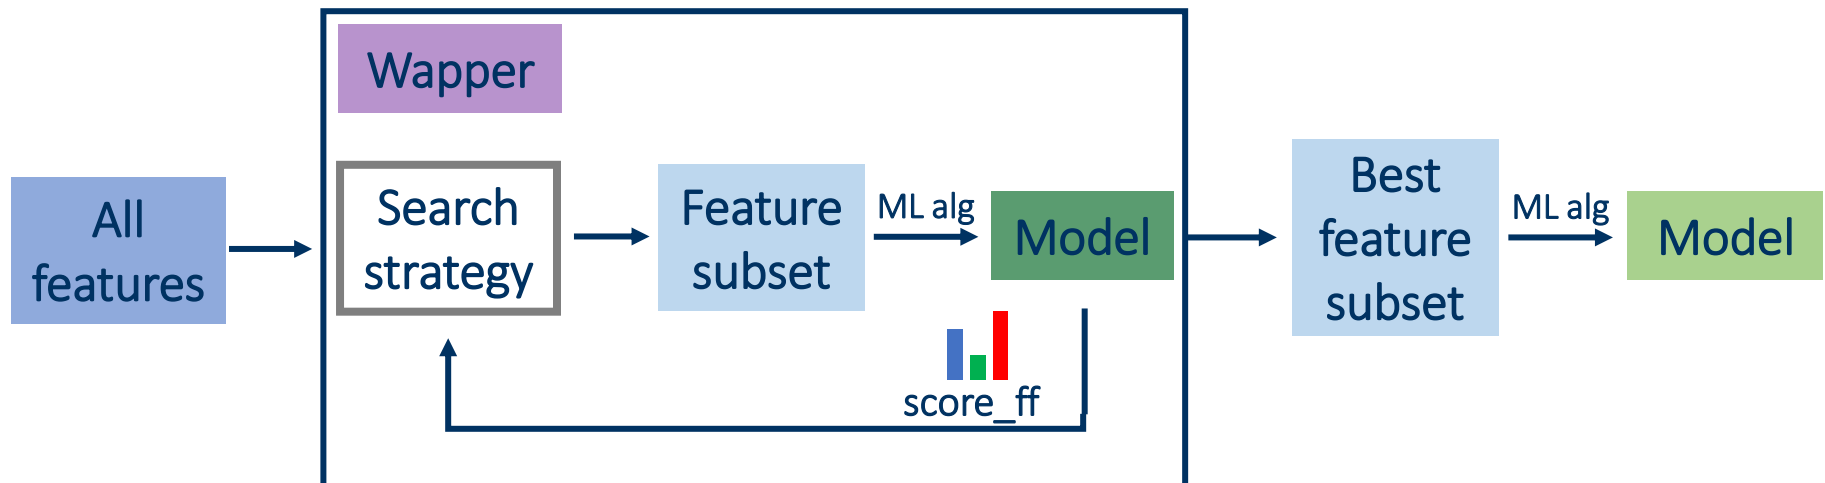 Wapper
All
features
Search
strategy
Feature
subset
ML alg
Model
score_ff
Best
feature
subset
ML alg
Model